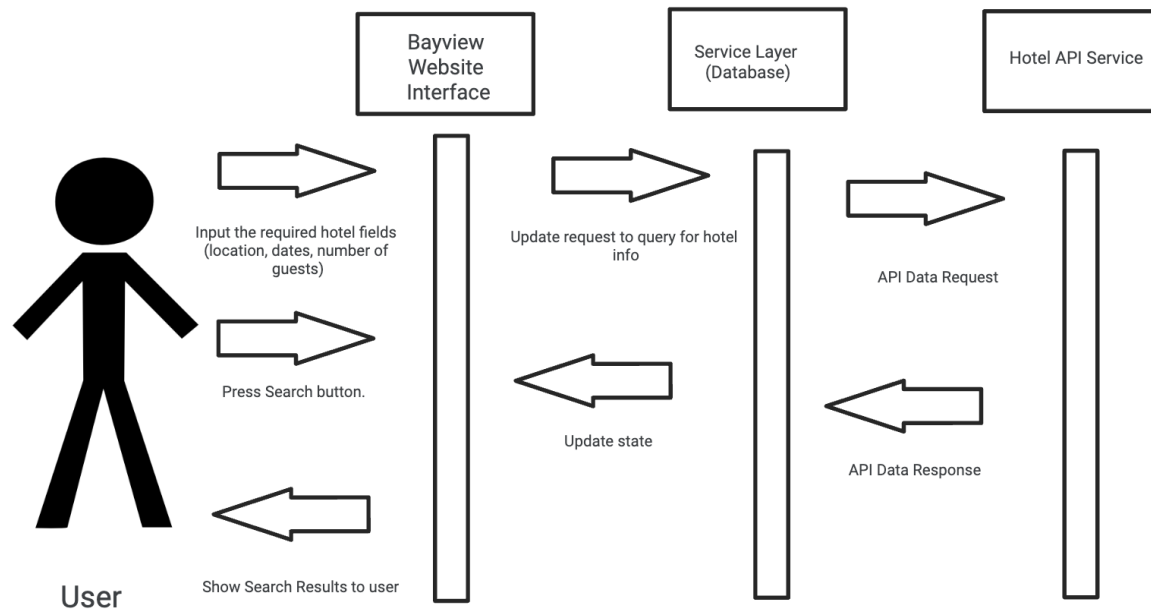 Bayview
Website
Interface
Service Layer
(Database)
Hotel API Service
Input the required hotel fields
(location, dates, number of
guests)
Update request to query for hotel
info
API Data Request
Press Search button.
Update state
API Data Response
Show Search Results to user
User